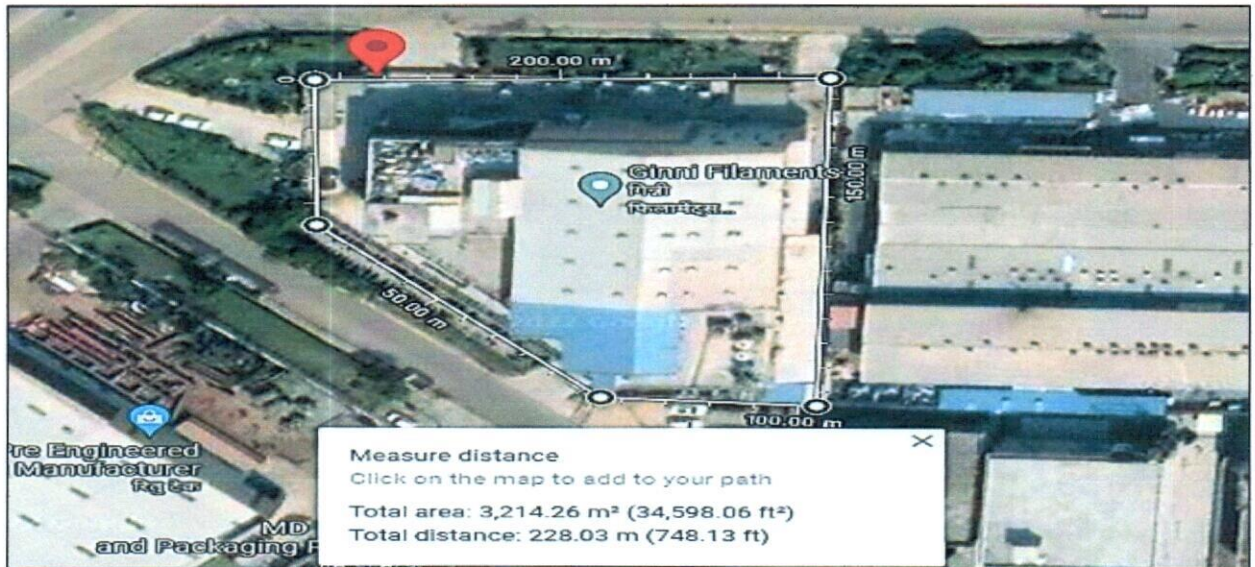 200.00 m
Ginni Filaments
गिन्नी
फिलामेंट्स...
150.00 E
50.00 m
100.00 m
Pre Engineered
Manufacturer
MD
and Packaging
Measure distance
Click on the map to add to your path
Total area: 3,214.26 m² (34,598.06 ft²)
Total distance: 228.03 m (748.13 ft)